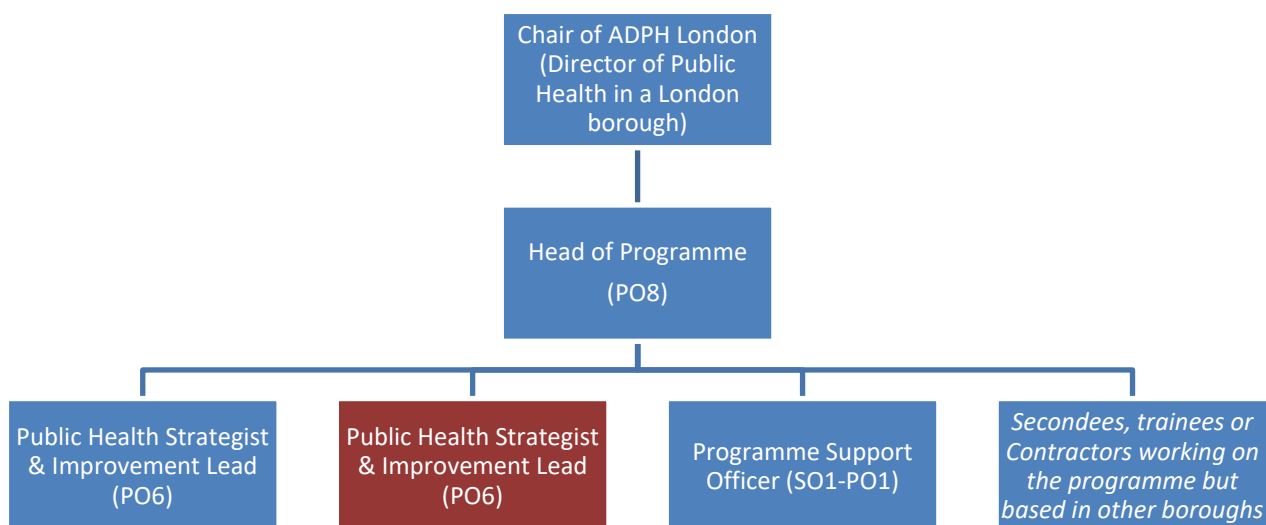 Chair of ADPH London
(Director of Public
Health in a London
borough)
Head of Programme
(PO8)
Public Health Strategist
& Improvement Lead
(PO6)
Public Health Strategist
& Improvement Lead
(PO6)
Programme Support
Officer (SO1-PO1)
Secondees, trainees or
Contractors working on
the programme but
based in other boroughs